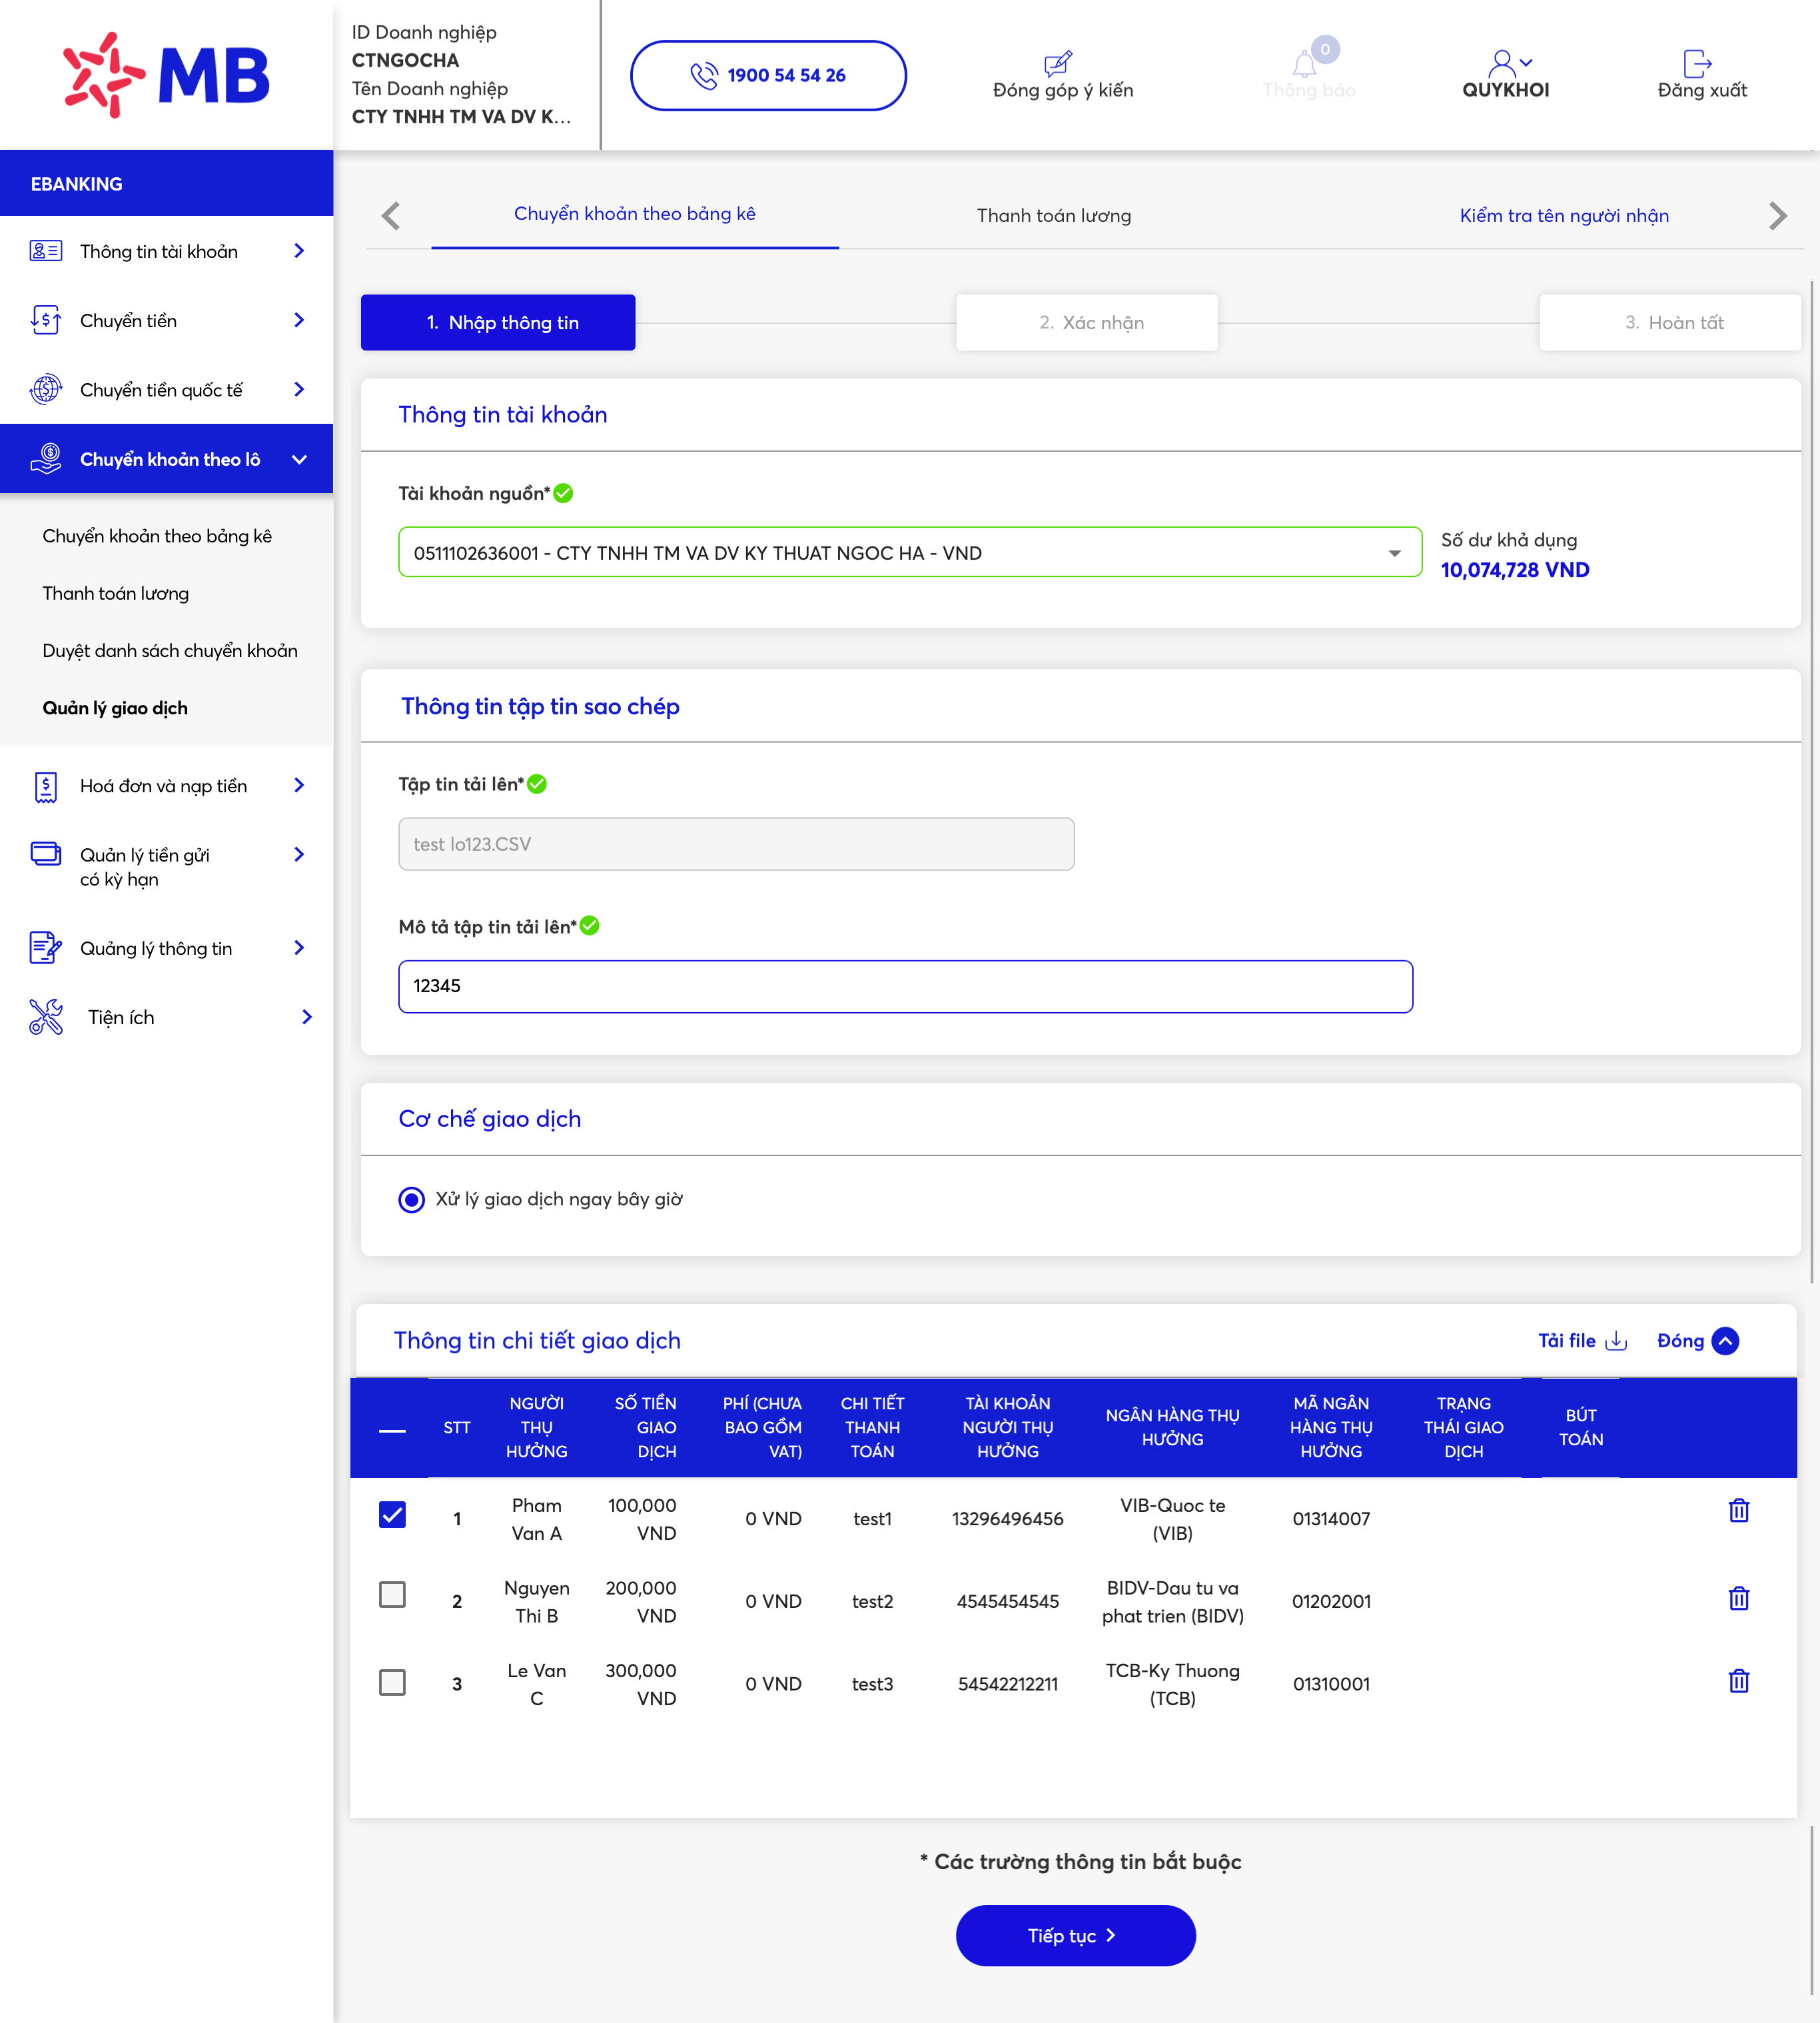 MB
ID Doanh nghiệp
CTNGOCHA
Tên Doanh nghiệp
CTY TNHH TM VA DV K...
1900 54 54 26
Đóng góp ý kiến
0
Thông báo
QUYKHOI
Đăng xuất
EBANKING
Thông tin tài khoản
Chuyển tiền
Chuyển tiền quốc tế
Chuyển khoản theo lô
Chuyển khoản theo bảng kê
Thanh toán lương
Duyệt danh sách chuyển khoản
Quản lý giao dịch
Hoá đơn và nạp tiền
Quản lý tiền gửi
có kỳ hạn
Quảng lý thông tin
Tiện ích
Chuyển khoản theo bảng kê
Thanh toán lương
Kiểm tra tên người nhận
1. Nhập thông tin
2. Xác nhận
3. Hoàn tất
Thông tin tài khoản
Tài khoản nguồn*
0511102636001 - CTY TNHH TM VA DV KY THUAT NGOC HA - VND
Số dư khả dụng
10,074,728 VND
Thông tin tập tin sao chép
Tập tin tải lên*
test lo123.CSV
Mô tả tập tin tải lên*
12345
Cơ chế giao dịch
Xử lý giao dịch ngay bây giờ
Thông tin chi tiết giao dịch
Tải file
Đóng
STT
NGƯỜI
THỤ
HƯỞNG
SỐ TIỀN
GIAO
DỊCH
PHÍ (CHƯA
BAO GỒM
VAT)
CHI TIẾT
THANH
TOÁN
TÀI KHOẢN
NGƯỜI THỤ
HƯỞNG
NGÂN HÀNG THỤ
HƯỞNG
MÃ NGÂN
HÀNG THỤ
HƯỞNG
TRẠNG
THÁI GIAO
DỊCH
BÚT
TOÁN
1
Pham
Van A
100,000
VND
0 VND
test1
13296496456
VIB-Quoc te
(VIB)
01314007
2
Nguyen
Thi B
200,000
VND
0 VND
test2
4545454545
BIDV-Dau tu va
phat trien (BIDV)
01202001
3
Le Van
C
300,000
VND
0 VND
test3
54542212211
TCB-Ky Thuong
(TCB)
01310001
* Các trường thông tin bắt buộc
Tiếp tục